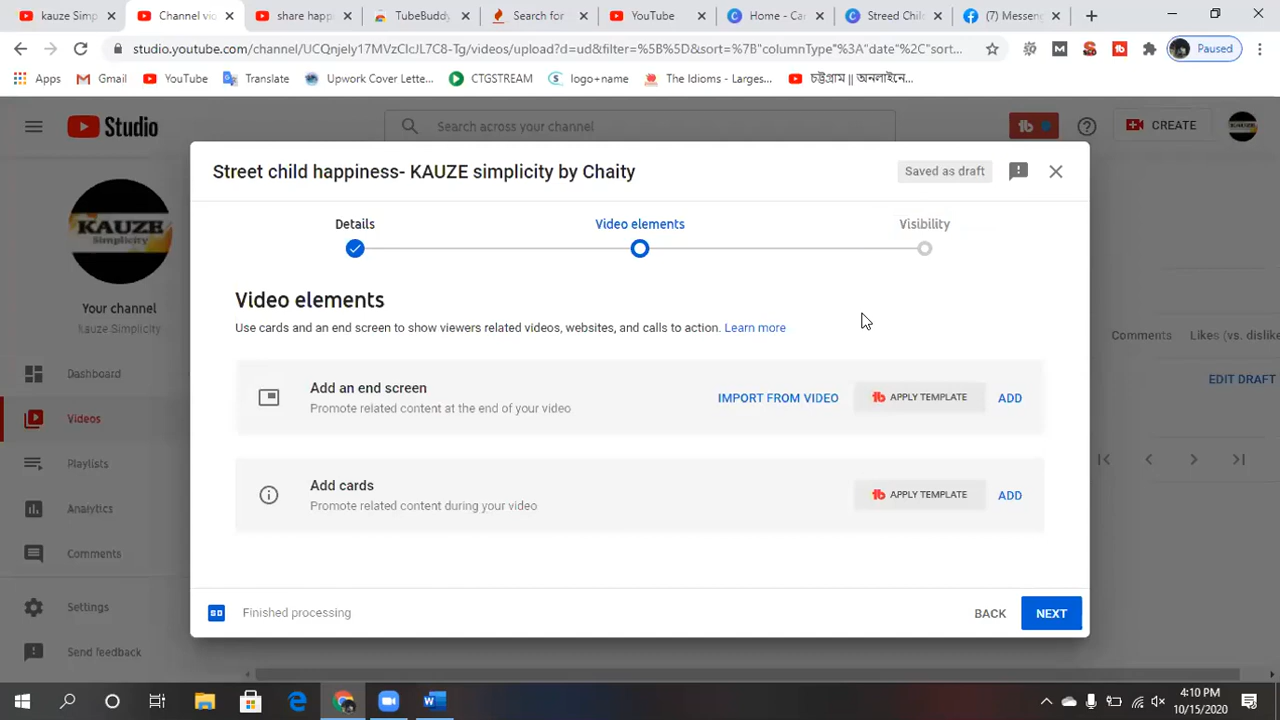 kauze Simp
Channel vi
share happ
TubeBuddy
Search for
YouTube
Home - Ca
Streed Chil
(7) Messen
studio.youtube.com/channel/UCQnjely17MVzClcJL7C8-Tg/videos/upload?d=ud&filter=%5B%5D&sort=%7B"columnType"%3A"date"%2C"sort...
Paused
Apps
Gmail
YouTube
Translate
Upwork Cover Lette...
CTGSTREAM
logo+name
The Idioms - Larges...
চট্টগ্রাম || অনলাইনে...
Studio
Search across your channel
CREATE
Street child happiness- KAUZE simplicity by Chaity
Saved as draft
Details
Video elements
Visibility
KAUZE
Simplicity
Your channel
Kauze Simplicity
Video elements
Use cards and an end screen to show viewers related videos, websites, and calls to action. Learn more
Comments
Likes (vs. dislike
Dashboard
Add an end screen
Promote related content at the end of your video
IMPORT FROM VIDEO
APPLY TEMPLATE
ADD
EDIT DRAFT
Videos
Playlists
Add cards
Promote related content during your video
APPLY TEMPLATE
ADD
Analytics
Comments
Settings
SD
Finished processing
BACK
NEXT
Send feedback
4:10 PM
10/15/2020